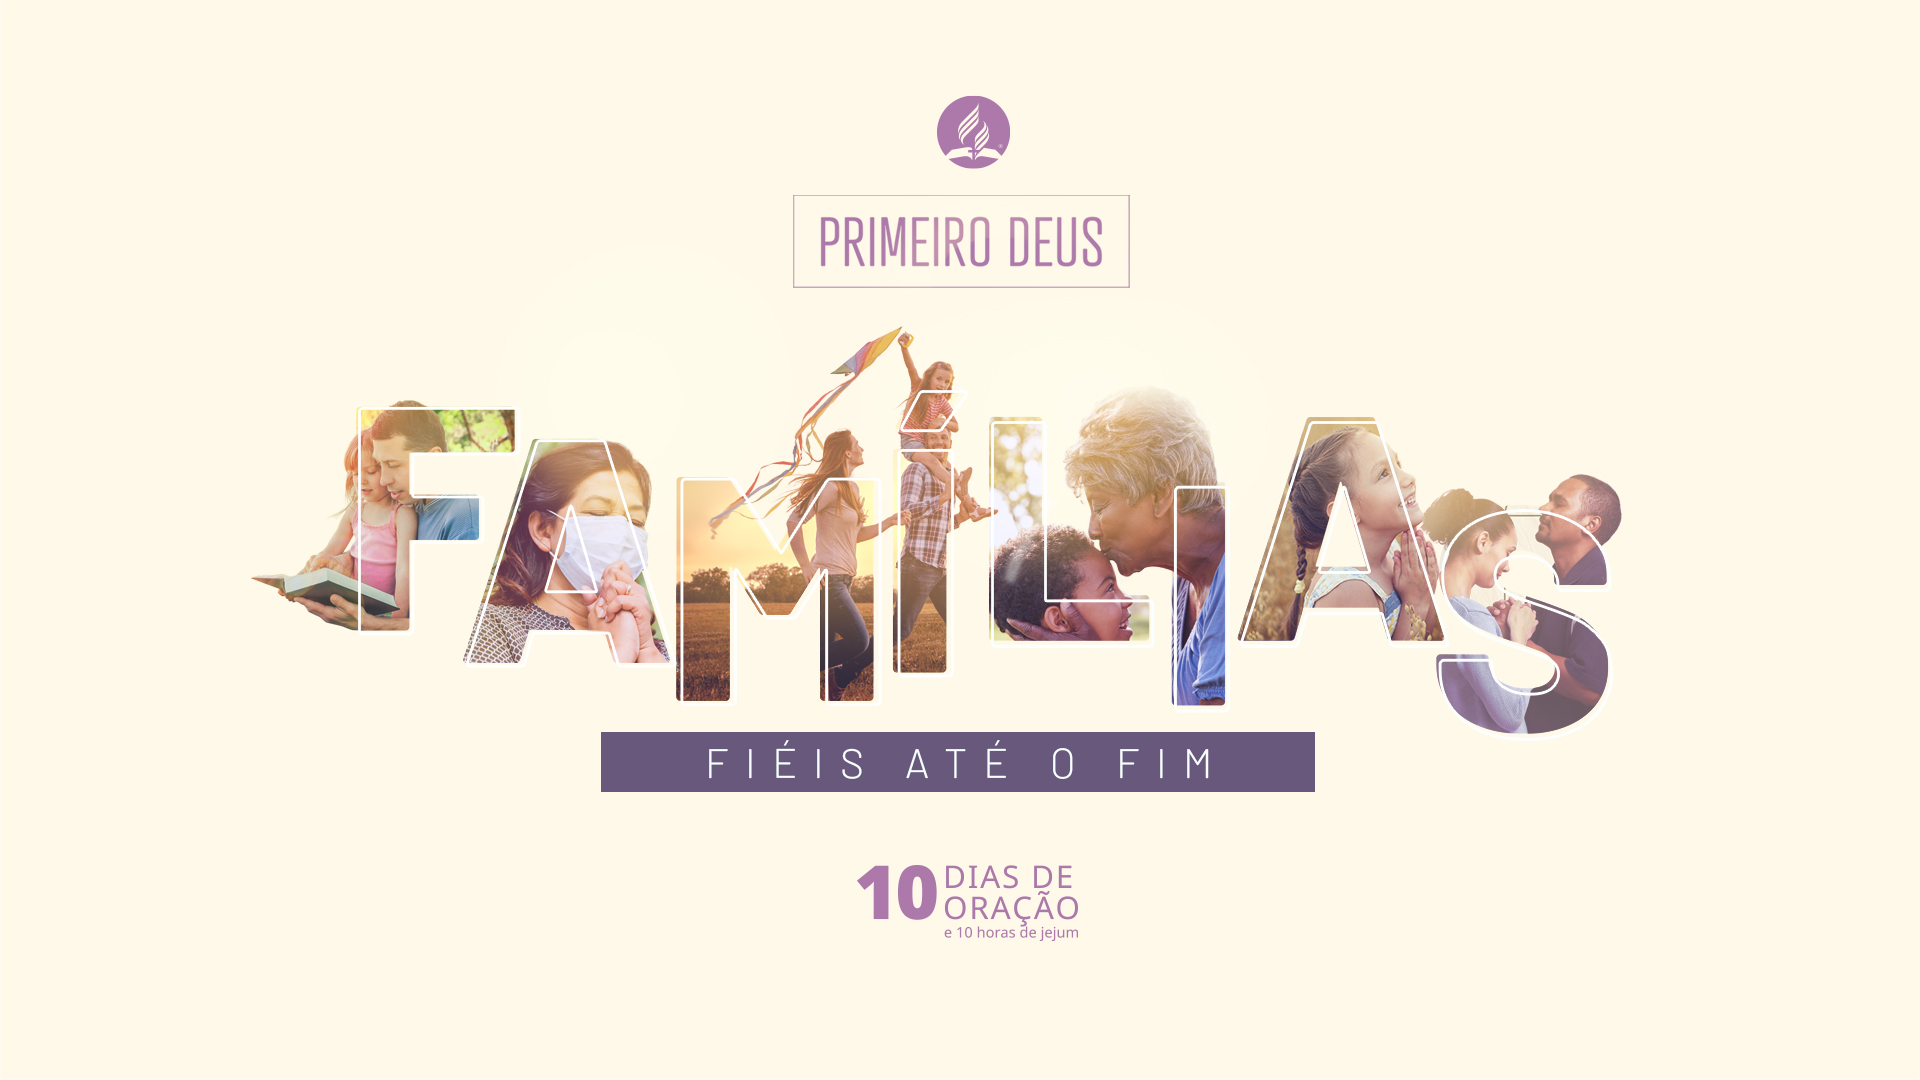 PRIMEIRO DEUS
FAMÍLIAS
FIÉIS ATÉ O FIM
10 DIAS DE
ORAÇÃO
e 10 horas de jejum